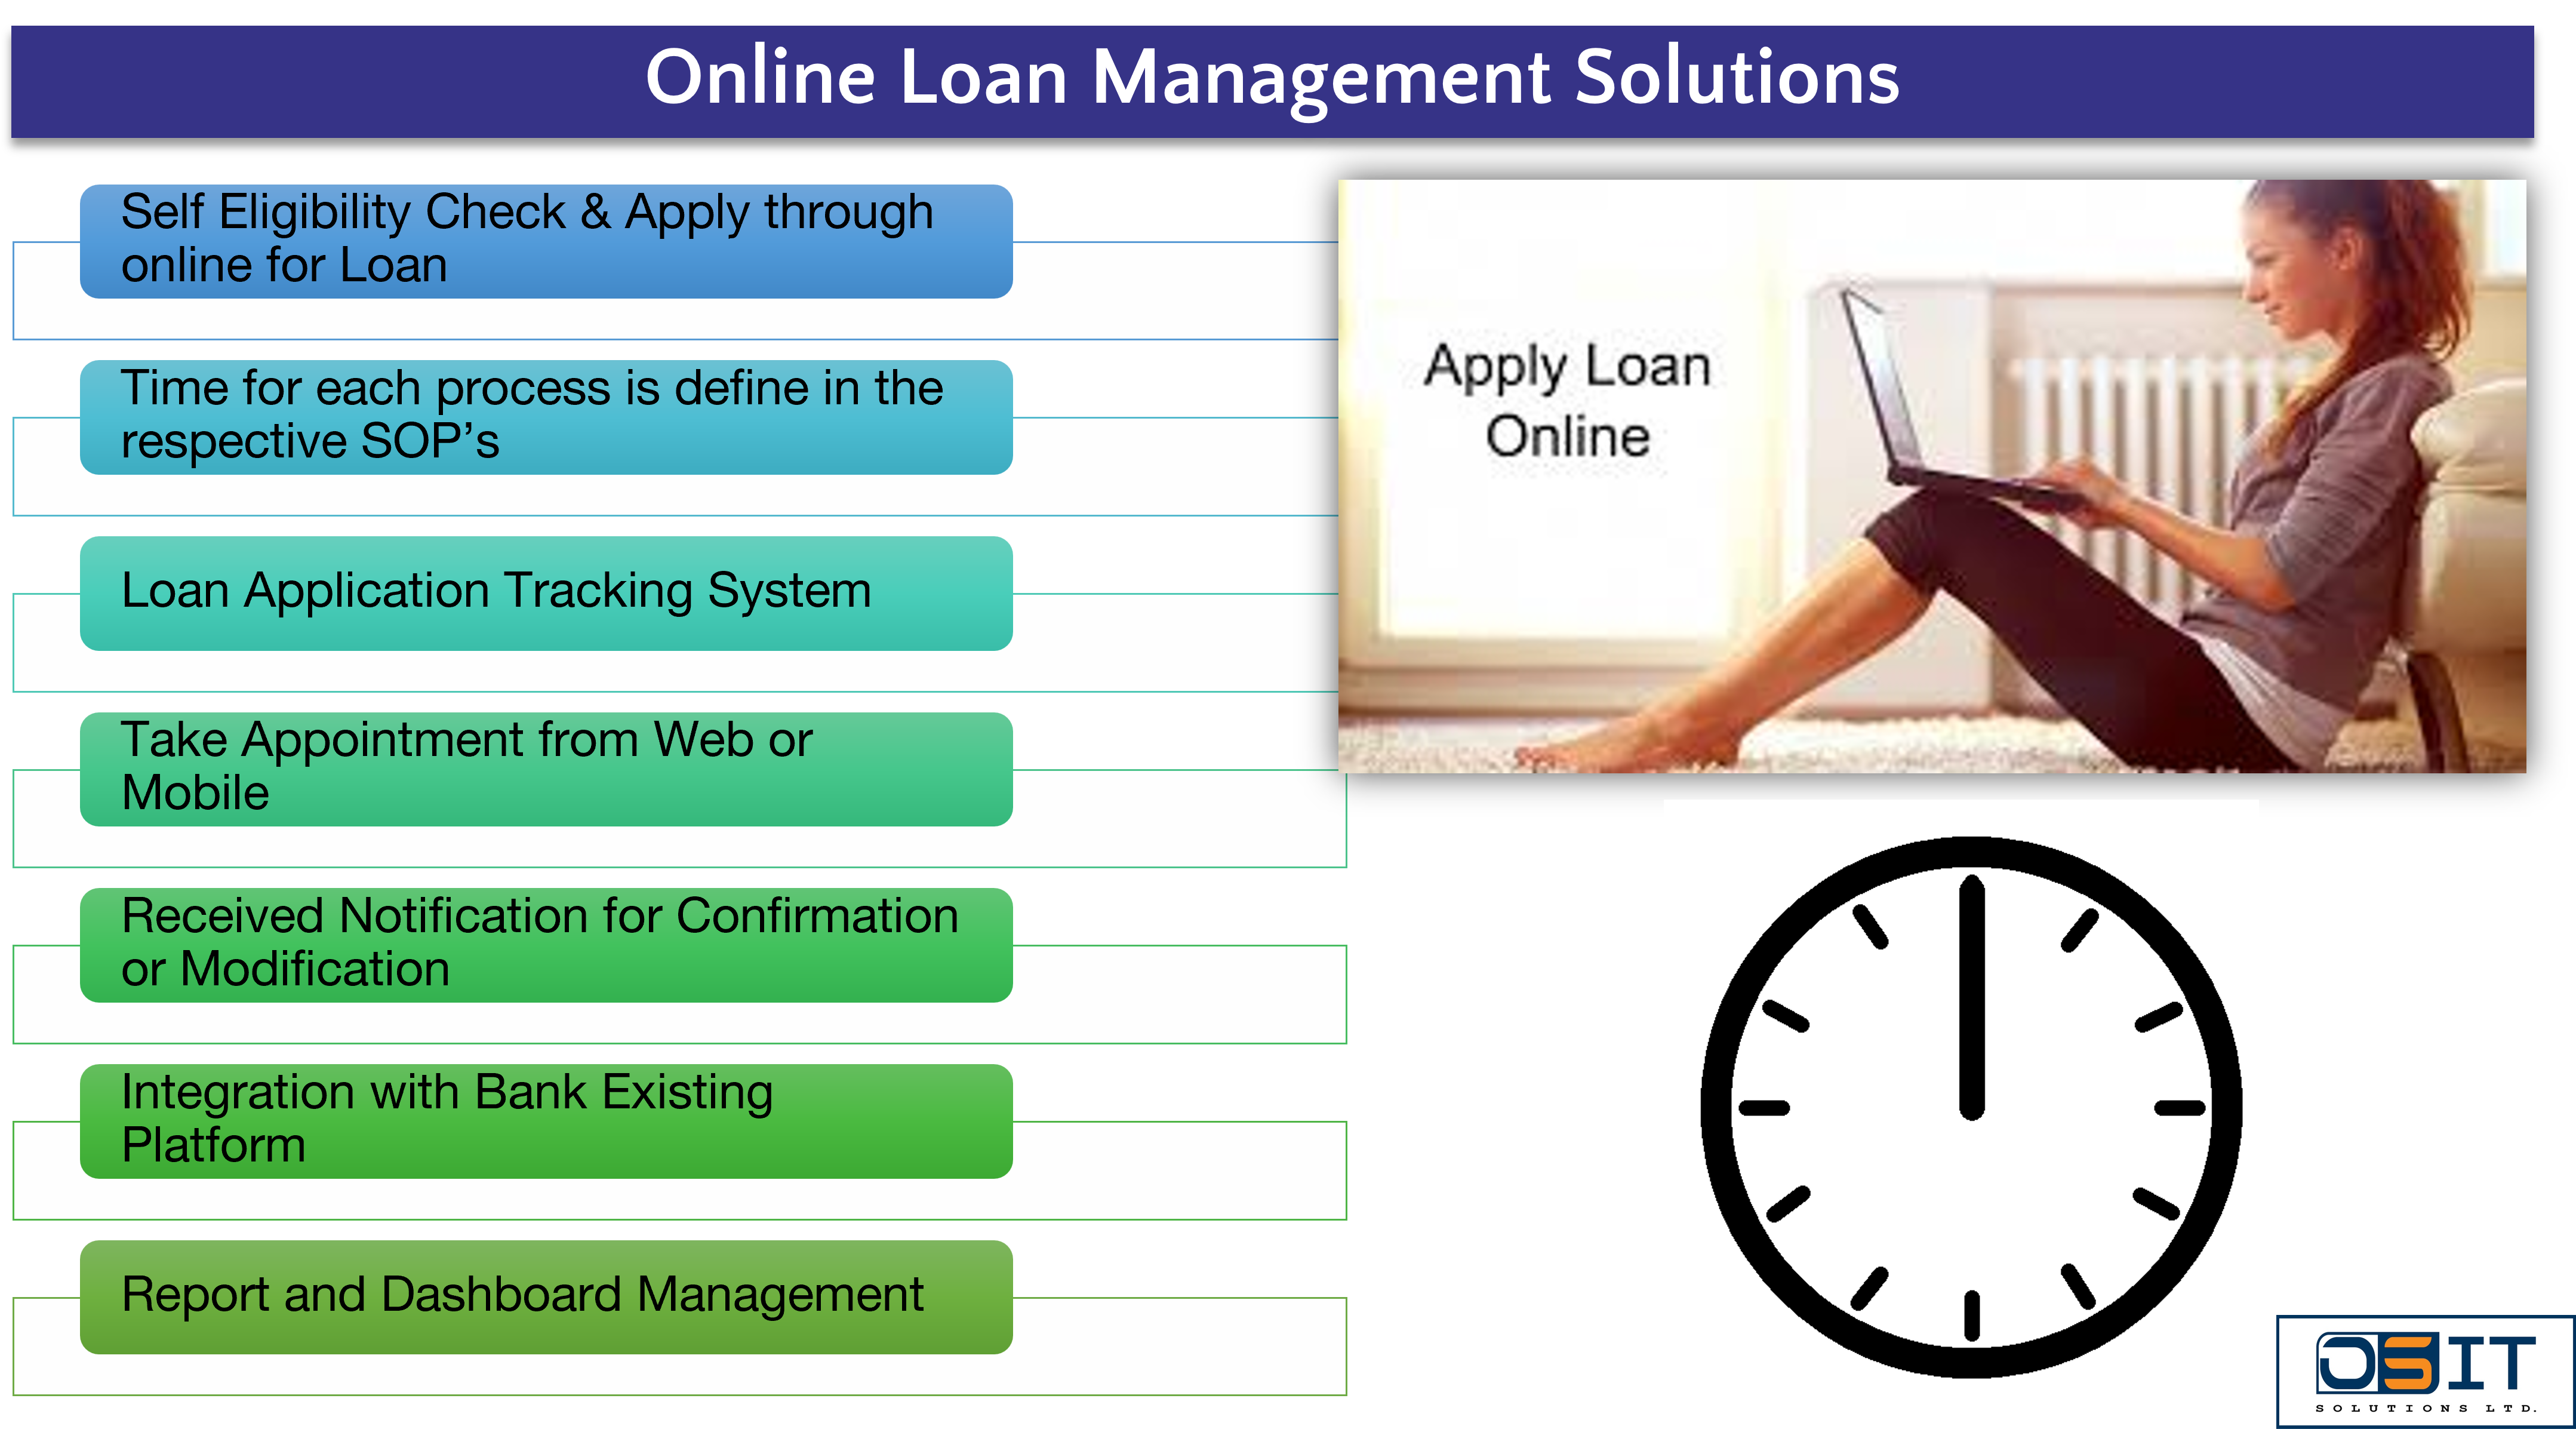 Online Loan Management Solutions
Self Eligibility Check & Apply through
online for Loan
Time for each process is define in the
respective SOP’s
Loan Application Tracking System
Take Appointment from Web or
Mobile
Received Notification for Confirmation
or Modification
Integration with Bank Existing
Platform
Report and Dashboard Management
Apply Loan
Online
OSIT
SOLUTIONS LTD.